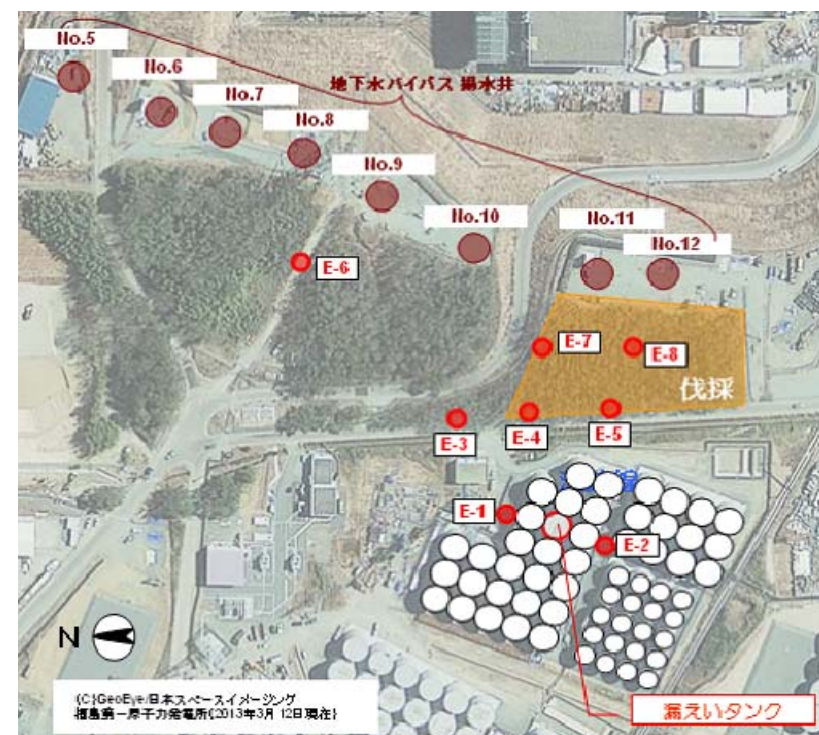 No.5
No.6
No.7
No.8
地下水バイパス 揚水井
No.9
No.10
No.11
No.12
E-6
E-7
E-8
伐採
E-3
E-4
E-5
E-1
E-2
N
(C)GeoEye/日本スペースイメージング
福島第一原子力発電所(2013年3月12日現在)
漏えいタンク